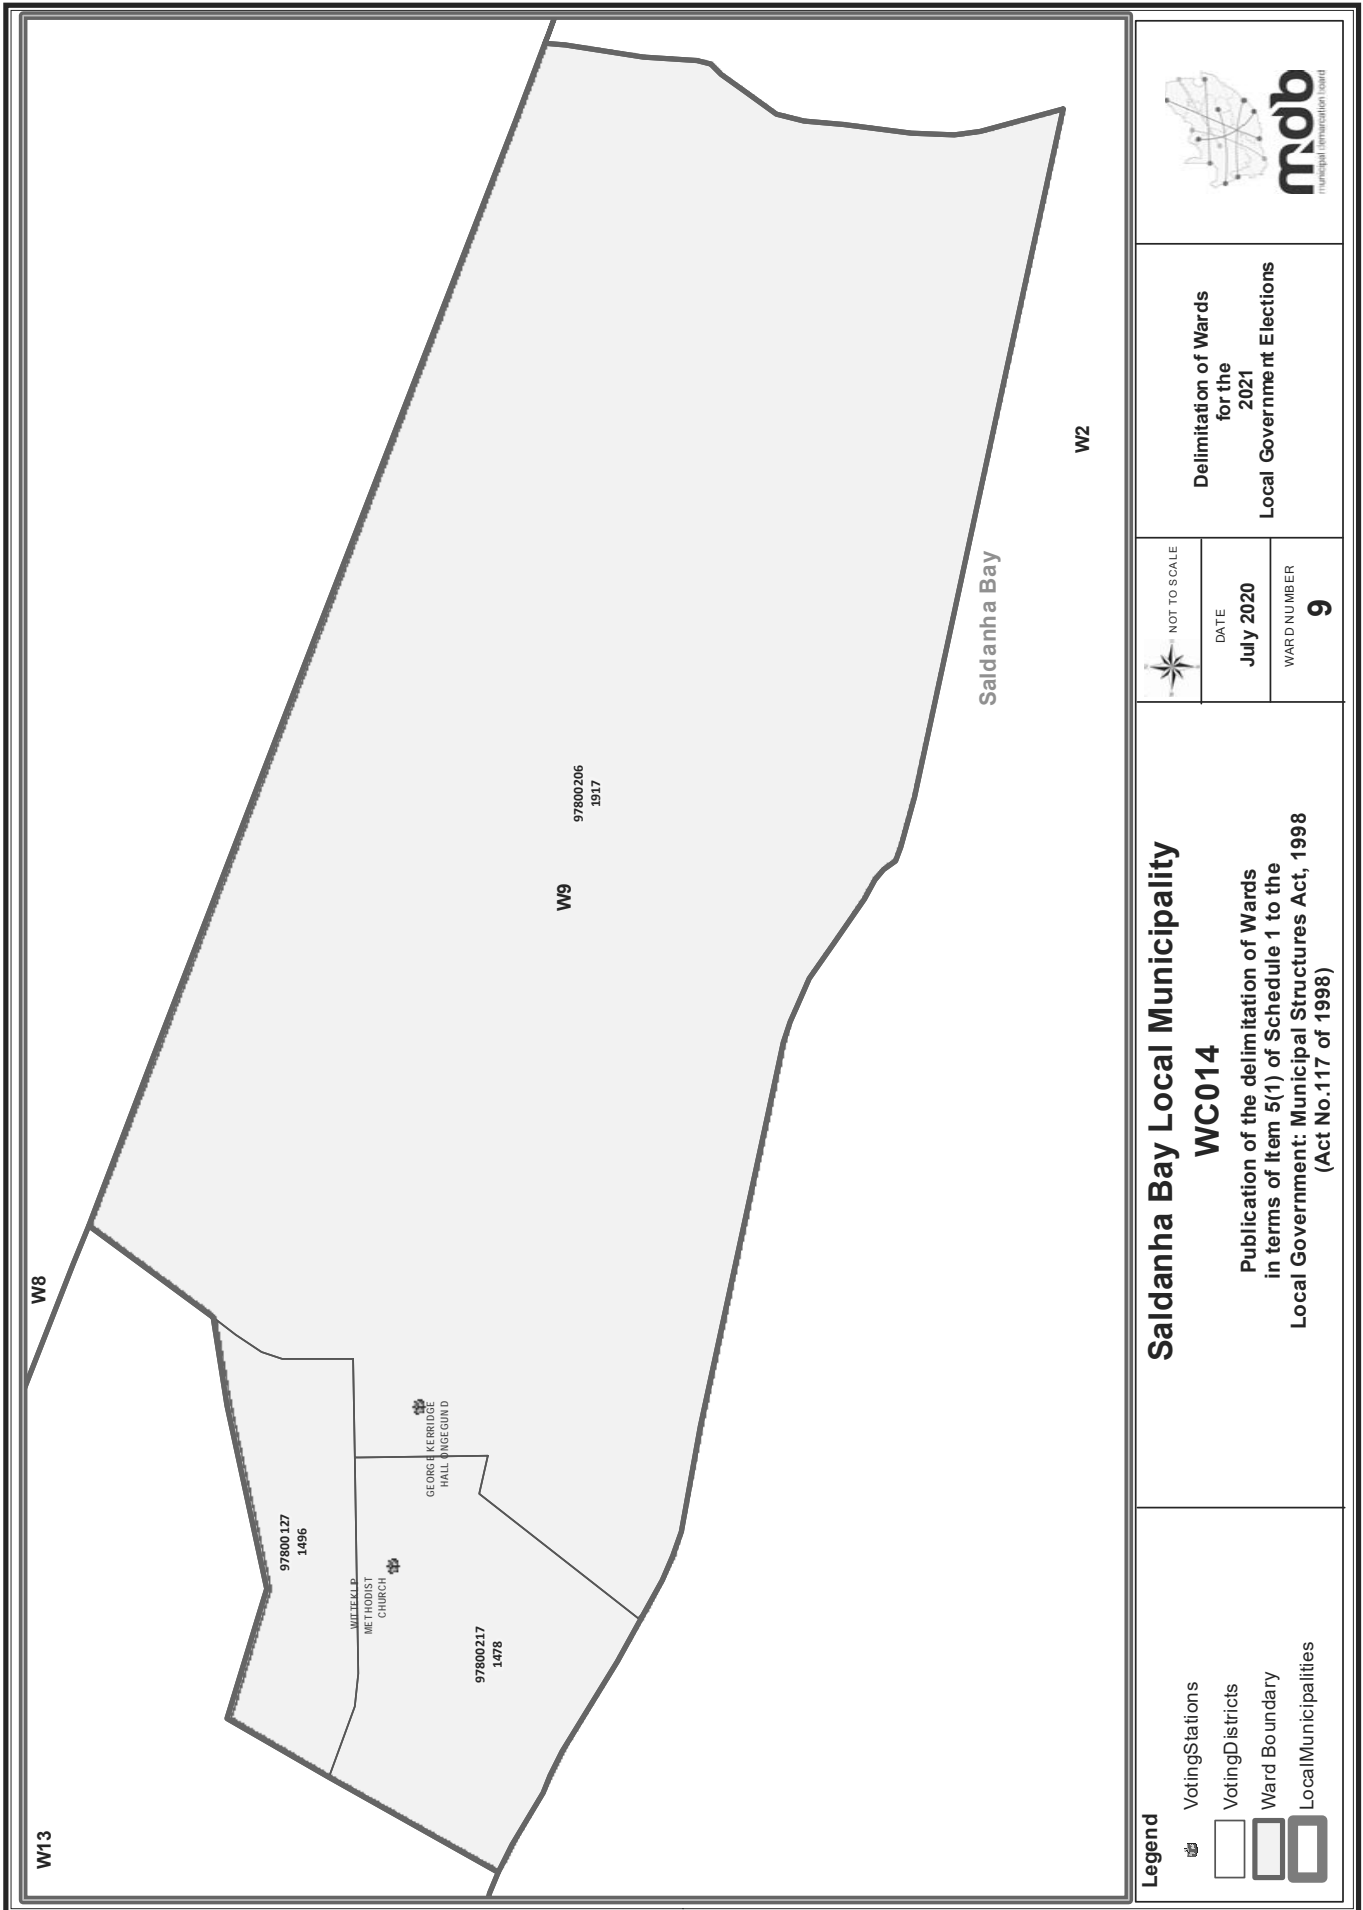 W13
W8
97800127
1496
WITTEKLIP
METHODIST
CHURCH
GEORGE KERRIDGE
HALL ONGEGUND
97800217
1478
W9
97800206
1917
Saldanha Bay
W2
Legend
VotingStations
VotingDistricts
Ward Boundary
LocalMunicipalities
Saldanha Bay Local Municipality
WC014
Publication of the delimitation of Wards
in terms of Item 5(1) of Schedule 1 to the
Local Government: Municipal Structures Act, 1998
(Act No.117 of 1998)
NOT TO SCALE
DATE
July 2020
WARD NUMBER
9
Delimitation of Wards
for the
2021
Local Government Elections
mdb
municipal demarcation board